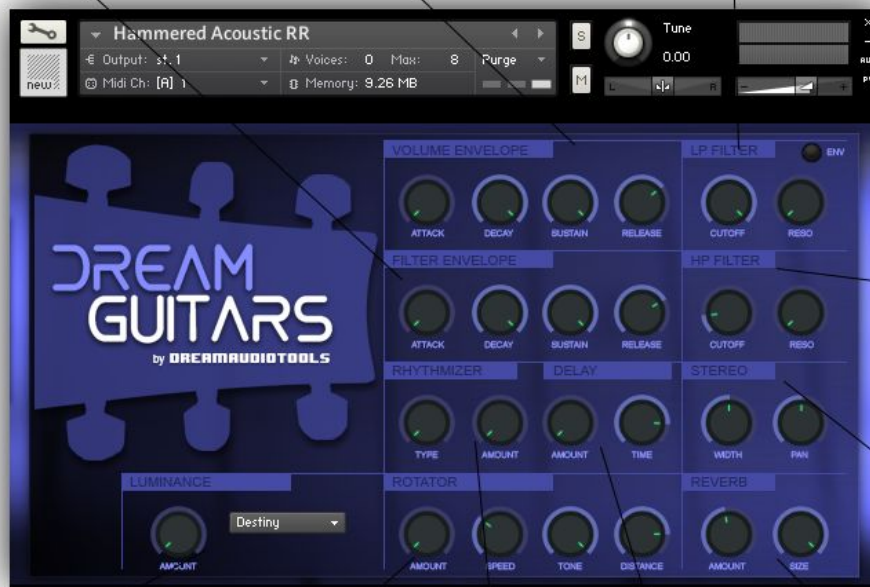 Hammered Acoustic RR
Output: st. 1
Voices: 0 Max: 8 Purge
Midi Ch: [A] 1
Memory: 9.26 MB
new
S
M
Tune
0.00
L R
- +
VOLUME ENVELOPE
ATTACK DECAY SUSTAIN RELEASE
LP FILTER ENV
CUTOFF RESO
DREAM
GUITARS
by DREAMAUDIOTOOLS
FILTER ENVELOPE
ATTACK DECAY SUSTAIN RELEASE
HP FILTER
CUTOFF RESO
RHYTHMIZER
TYPE AMOUNT
DELAY
AMOUNT TIME
STEREO
WIDTH PAN
LUMINANCE
AMOUNT
Destiny
ROTATOR
AMOUNT SPEED TONE DISTANCE
REVERB
AMOUNT SIZE